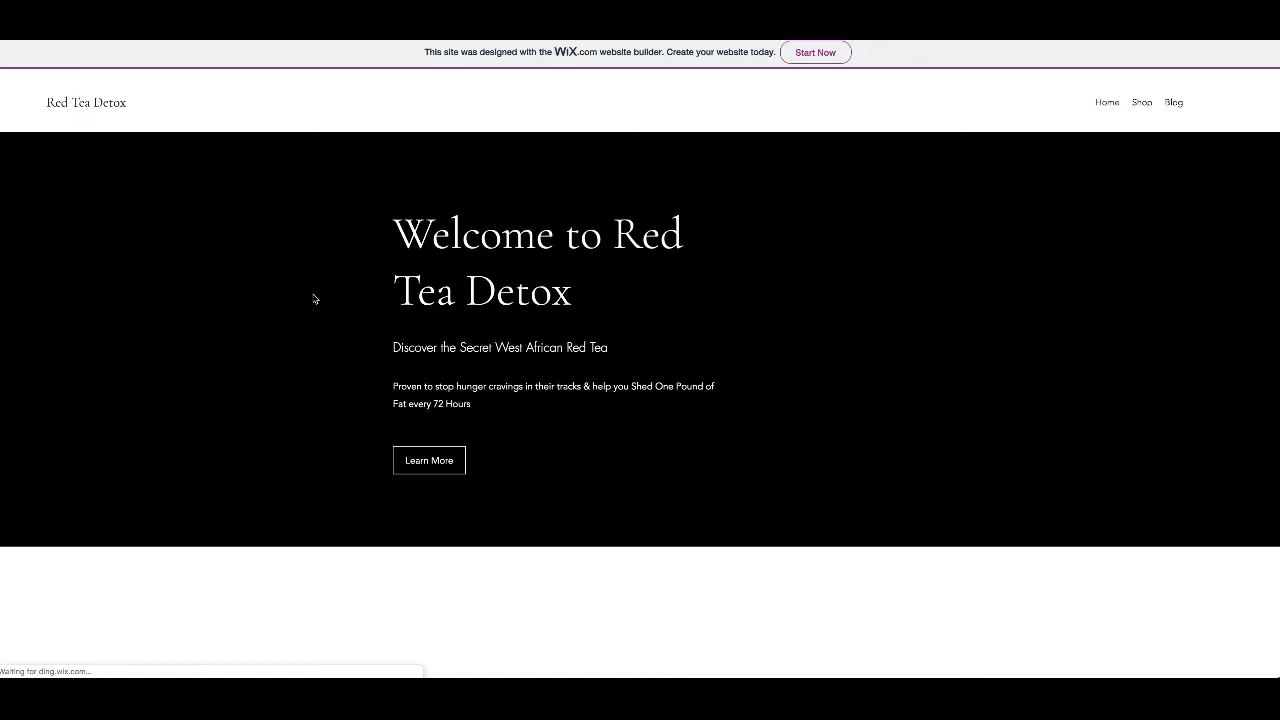 This site was designed with the WiX.com website builder. Create your website today. Start Now
Red Tea Detox
Home Shop Blog
Welcome to Red
Tea Detox
Discover the Secret West African Red Tea
Proven to stop hunger cravings in their tracks & help you Shed One Pound of
Fat every 72 Hours
Learn More
Waiting for ding.wix.com...